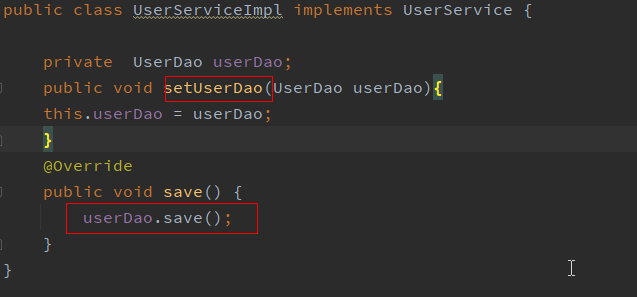 public class UserServiceImpl implements UserService {
private  UserDao userDao;
public void setUserDao(UserDao userDao){
this.userDao = userDao;
}
@Override
public void save() {
userDao.save();
}
}